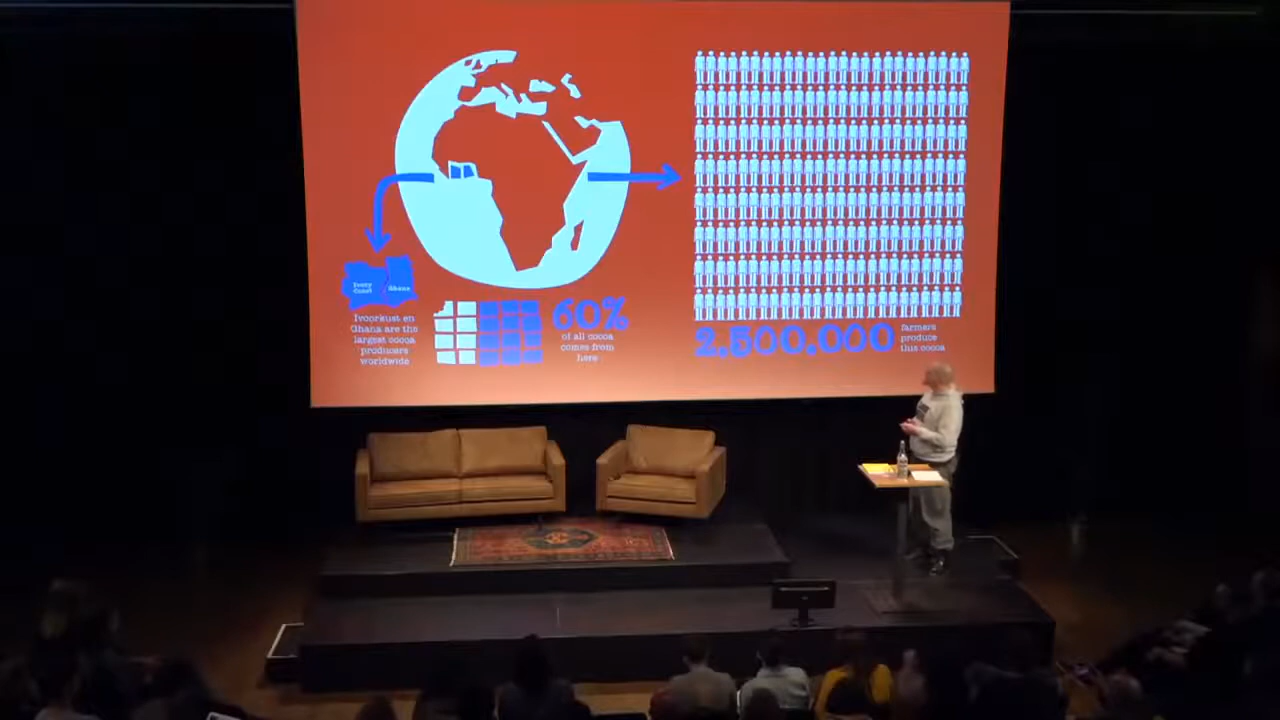 Ivory
Coast
Ghana
Ivoorkust en
Ghana are the
largest cocoa
producers
worldwide
60%
of all cocoa
comes from
here
2,500,000
farmers
produce
this cocoa